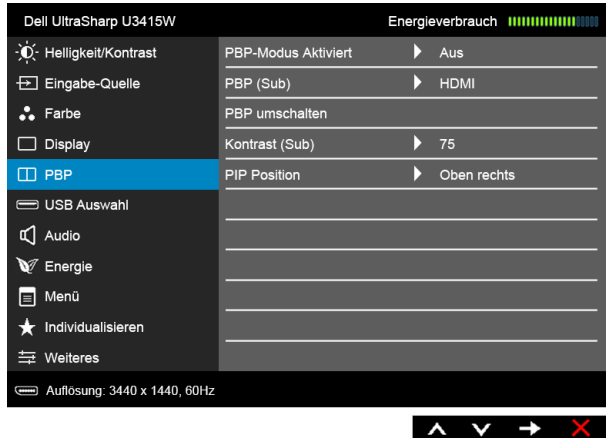 Dell UltraSharp U3415W Energieverbrauch
Helligkeit/Kontrast PBP-Modus Aktiviert Aus
Eingabe-Quelle PBP (Sub) HDMI
Farbe PBP umschalten
Display Kontrast (Sub) 75
PBP PIP Position Oben rechts
USB Auswahl
Audio
Energie
Menü
Individualisieren
Weiteres
Auflösung: 3440 x 1440, 60Hz